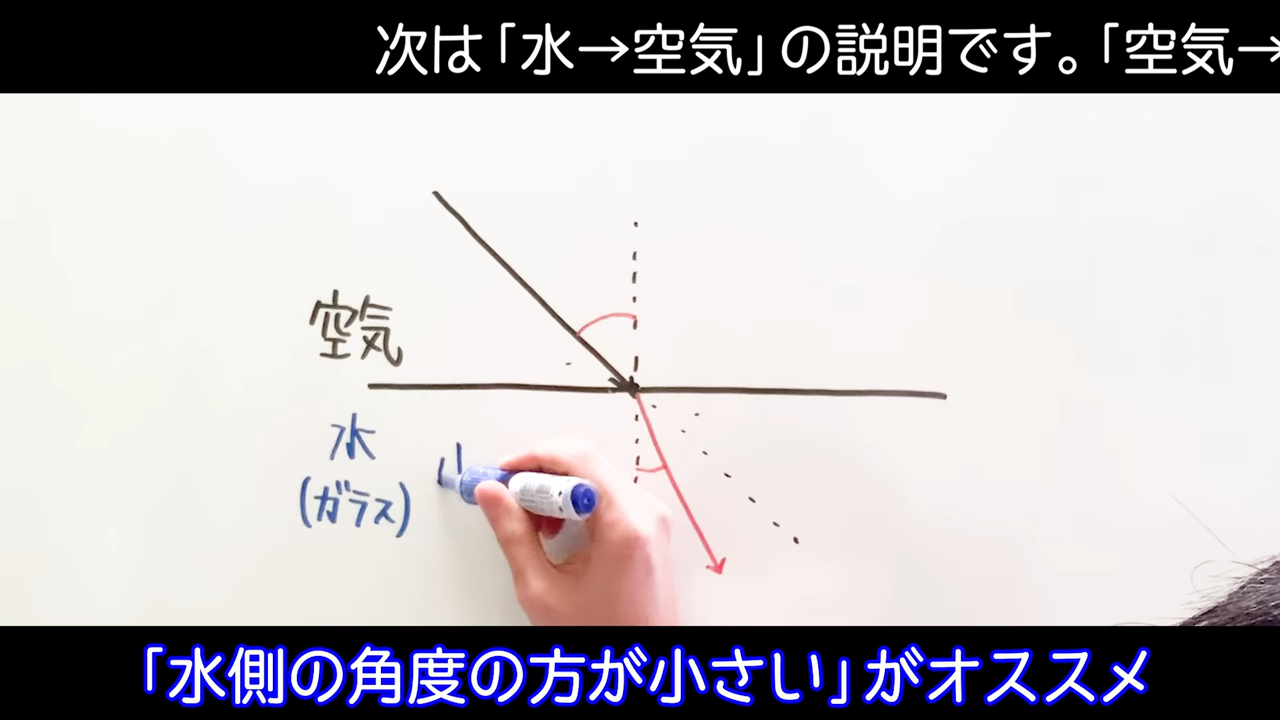 次は「水→空気」の説明です。「空気→
空気
水
(ガラス)
「水側の角度の方が小さい」がオススメ